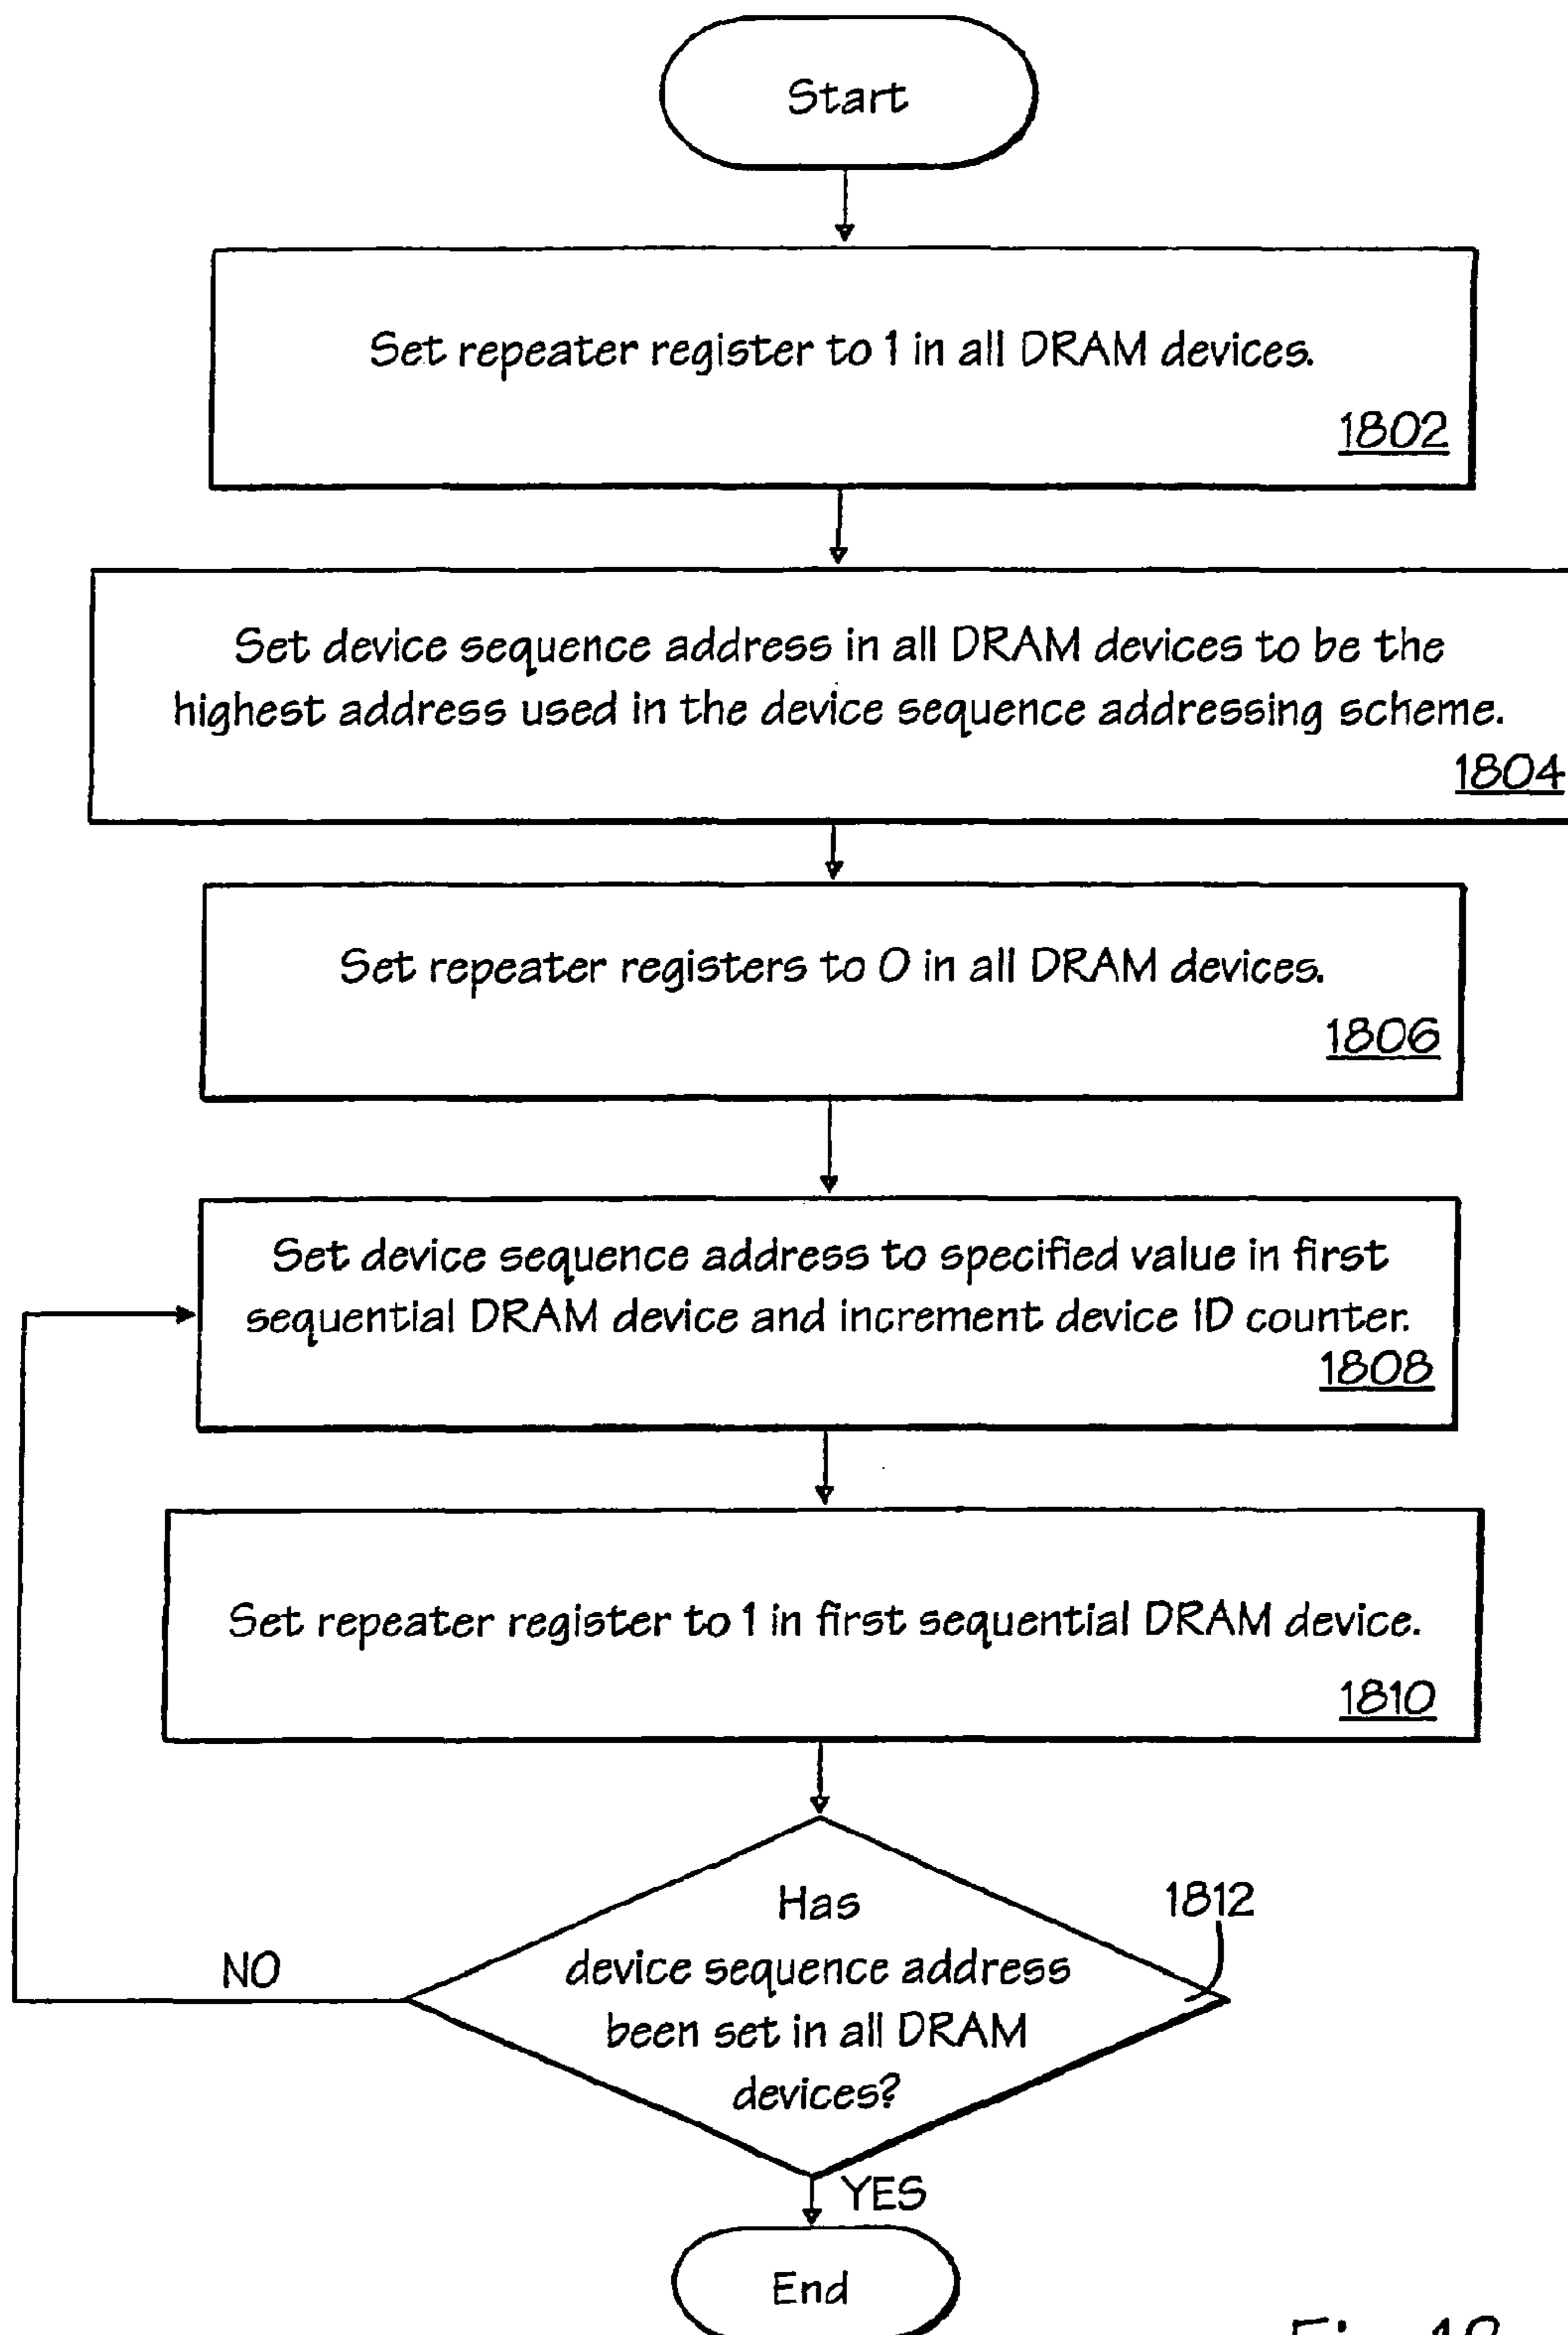 Start
Set repeater register to 1 in all DRAM devices.
1802
Set device sequence address in all DRAM devices to be the
highest address used in the device sequence addressing scheme.
1804
Set repeater registers to 0 in all DRAM devices.
1806
Set device sequence address to specified value in first
sequential DRAM device and increment device ID counter.
1808
Set repeater register to 1 in first sequential DRAM device.
1810
Has
device sequence address
been set in all DRAM
devices?
1812
NO
YES
End